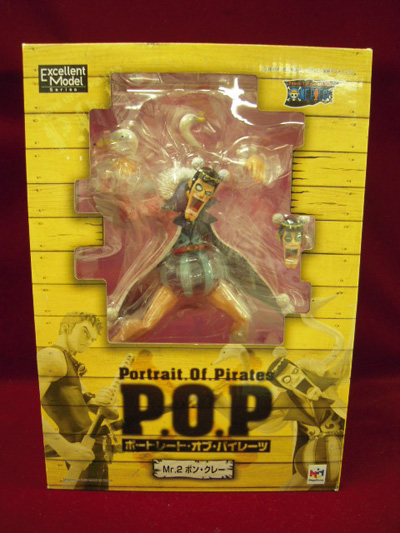 Excellent
Model
Series
ONE PIECE
Portrait.Of.Pirates
P.O.P
ポートレート・オブ・パイレーツ
Mr.2 ボン・クレー
MegaHouse